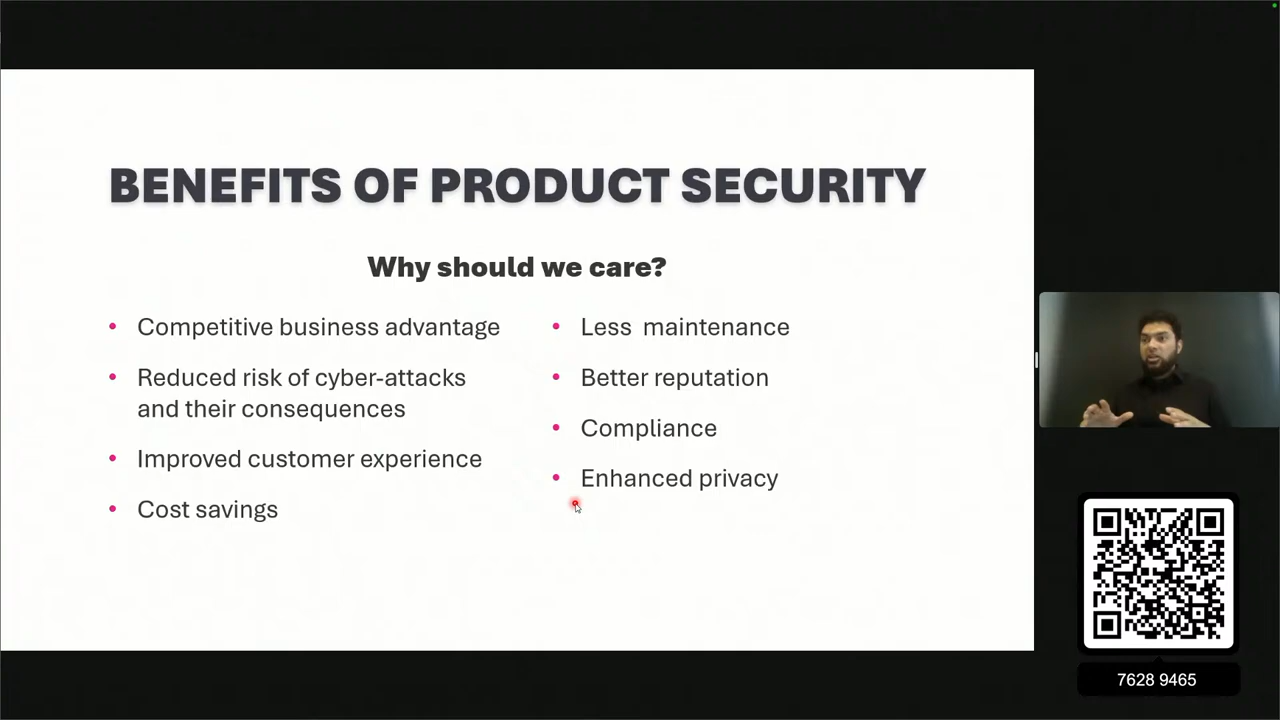 BENEFITS OF PRODUCT SECURITY
Why should we care?
• Competitive business advantage
• Reduced risk of cyber-attacks
and their consequences
• Improved customer experience
• Cost savings
• Less  maintenance
• Better reputation
• Compliance
• Enhanced privacy
7628 9465